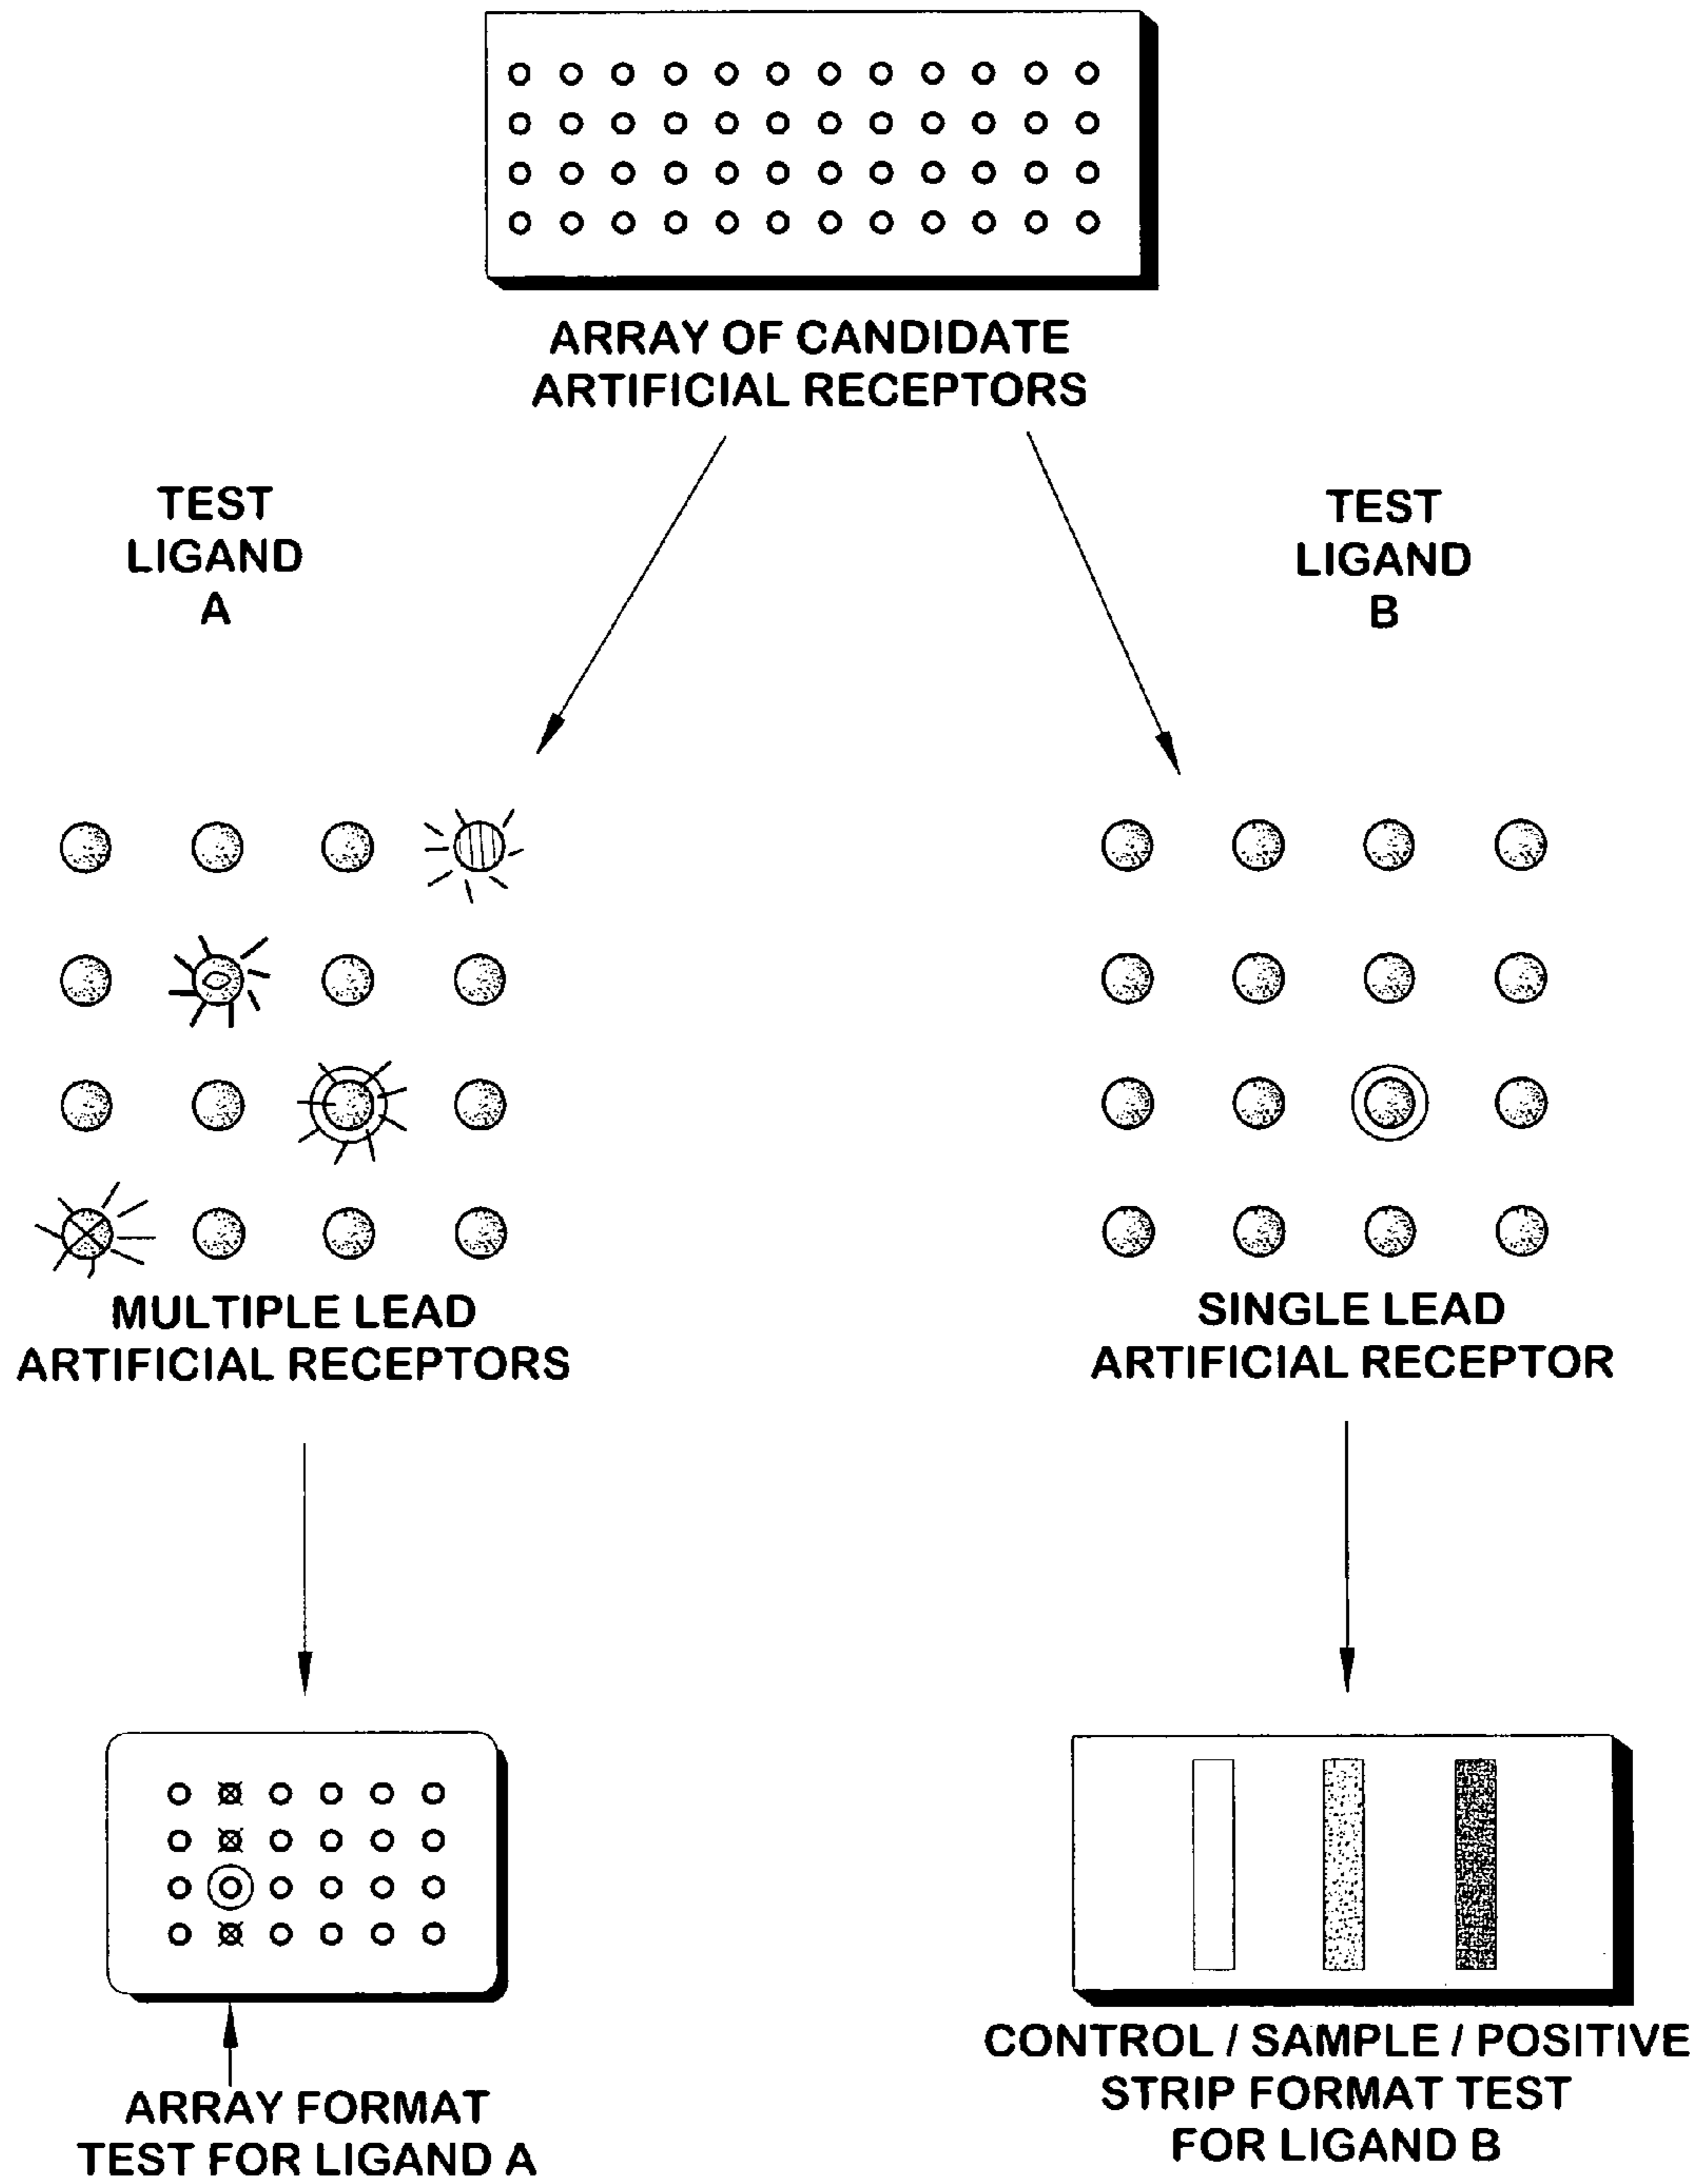 ARRAY OF CANDIDATE
ARTIFICIAL RECEPTORS
TEST
LIGAND
A
TEST
LIGAND
B
MULTIPLE LEAD
ARTIFICIAL RECEPTORS
SINGLE LEAD
ARTIFICIAL RECEPTOR
ARRAY FORMAT
TEST FOR LIGAND A
CONTROL / SAMPLE / POSITIVE
STRIP FORMAT TEST
FOR LIGAND B